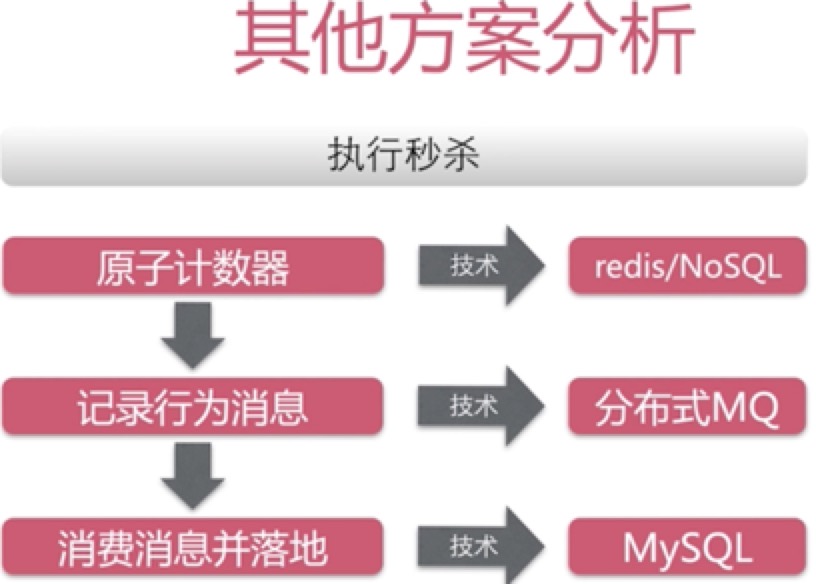 其他方案分析
执行秒杀
原子计数器
技术
redis/NoSQL
记录行为消息
技术
分布式MQ
消费消息并落地
技术
MySQL